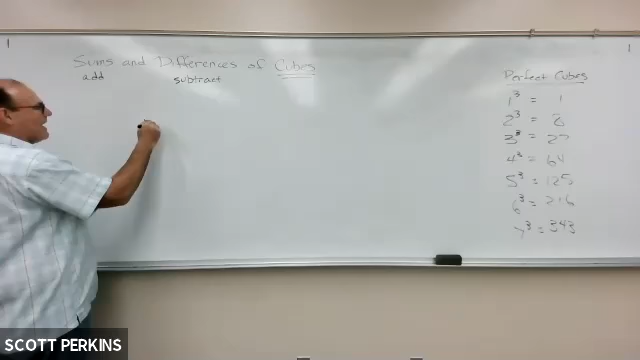 Sums and Differences of Cubes
add subtract
Perfect Cubes
1³ = 1
2³ = 8
3³ = 27
4³ = 64
5³ = 125
6³ = 216
7³ = 343
SCOTT PERKINS